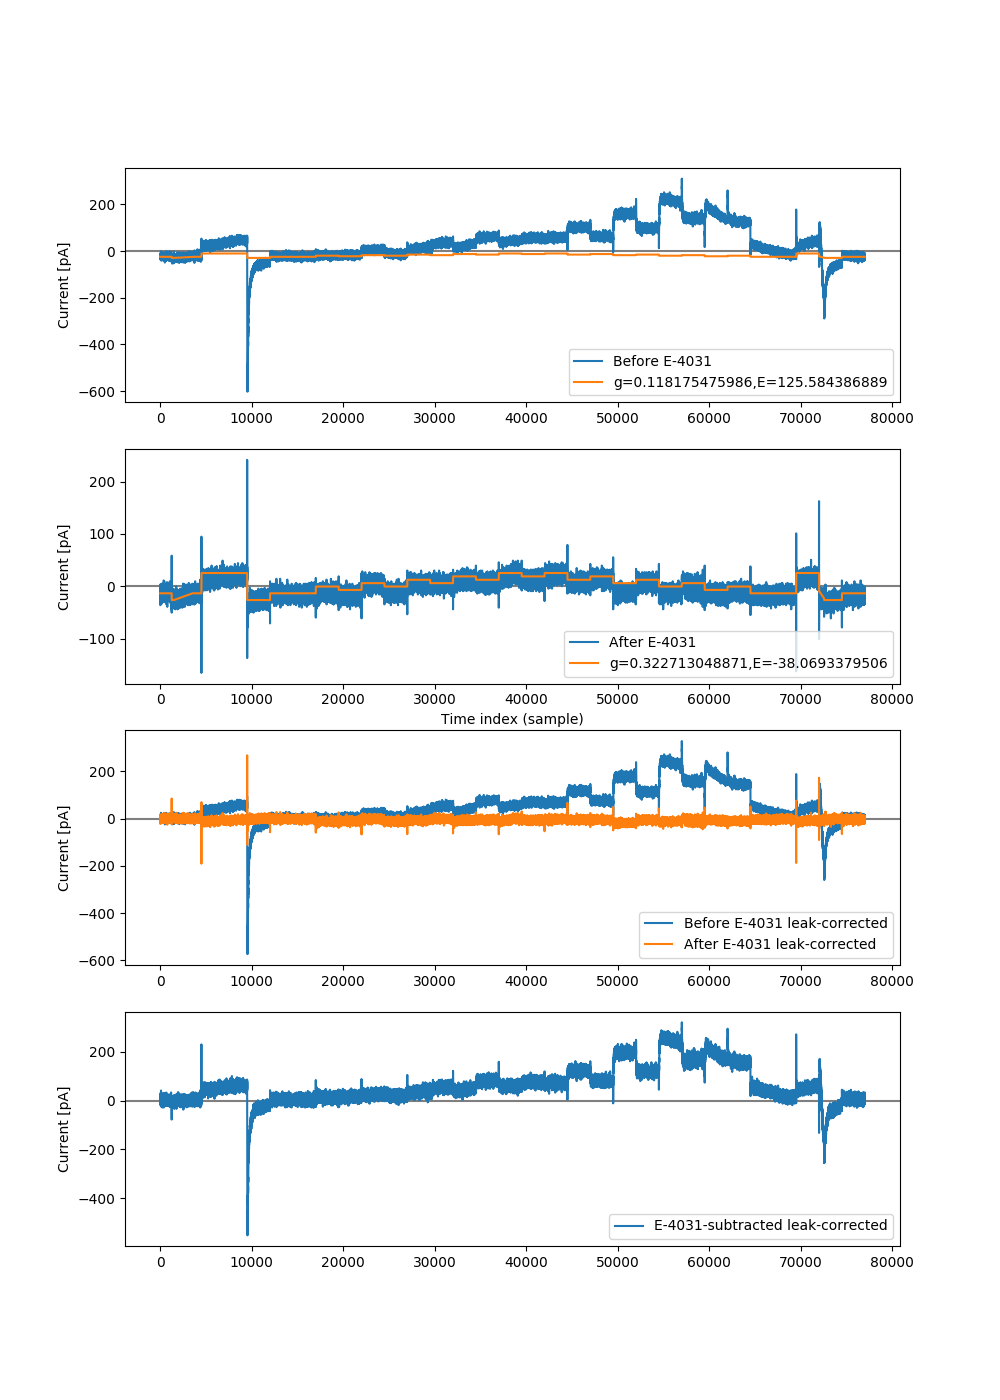 200
0
−200
−400
−600
Current [pA]
Before E-4031
g=0.118175475986,E=125.584386889
0 10000 20000 30000 40000 50000 60000 70000 80000
200
100
0
−100
Current [pA]
After E-4031
g=0.322713048871,E=-38.0693379506
0 10000 20000 30000 40000 50000 60000 70000 80000
Time index (sample)
200
0
−200
−400
−600
Current [pA]
Before E-4031 leak-corrected
After E-4031 leak-corrected
0 10000 20000 30000 40000 50000 60000 70000 80000
200
0
−200
−400
Current [pA]
E-4031-subtracted leak-corrected
0 10000 20000 30000 40000 50000 60000 70000 80000